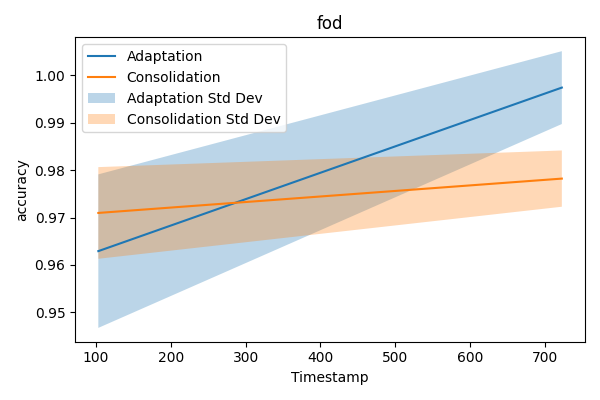 fod
Adaptation
Consolidation
Adaptation Std Dev
Consolidation Std Dev
accuracy
1.00
0.99
0.98
0.97
0.96
0.95
100 200 300 400 500 600 700
Timestamp